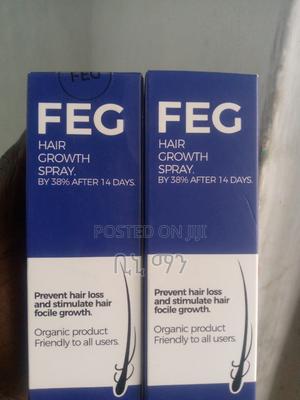 FEG
FEG
HAIR
GROWTH
SPRAY.
BY 38% AFTER 14 DAYS.
Prevent hair loss
and stimulate hair
focile growth.
Organic product
Friendly to all users.
FEG
HAIR
GROWTH
SPRAY.
BY 38% AFTER 14 DAYS.
Prevent hair loss
and stimulate hair
focile growth.
Organic product
Friendly to all users.
POSTED ON JIJI